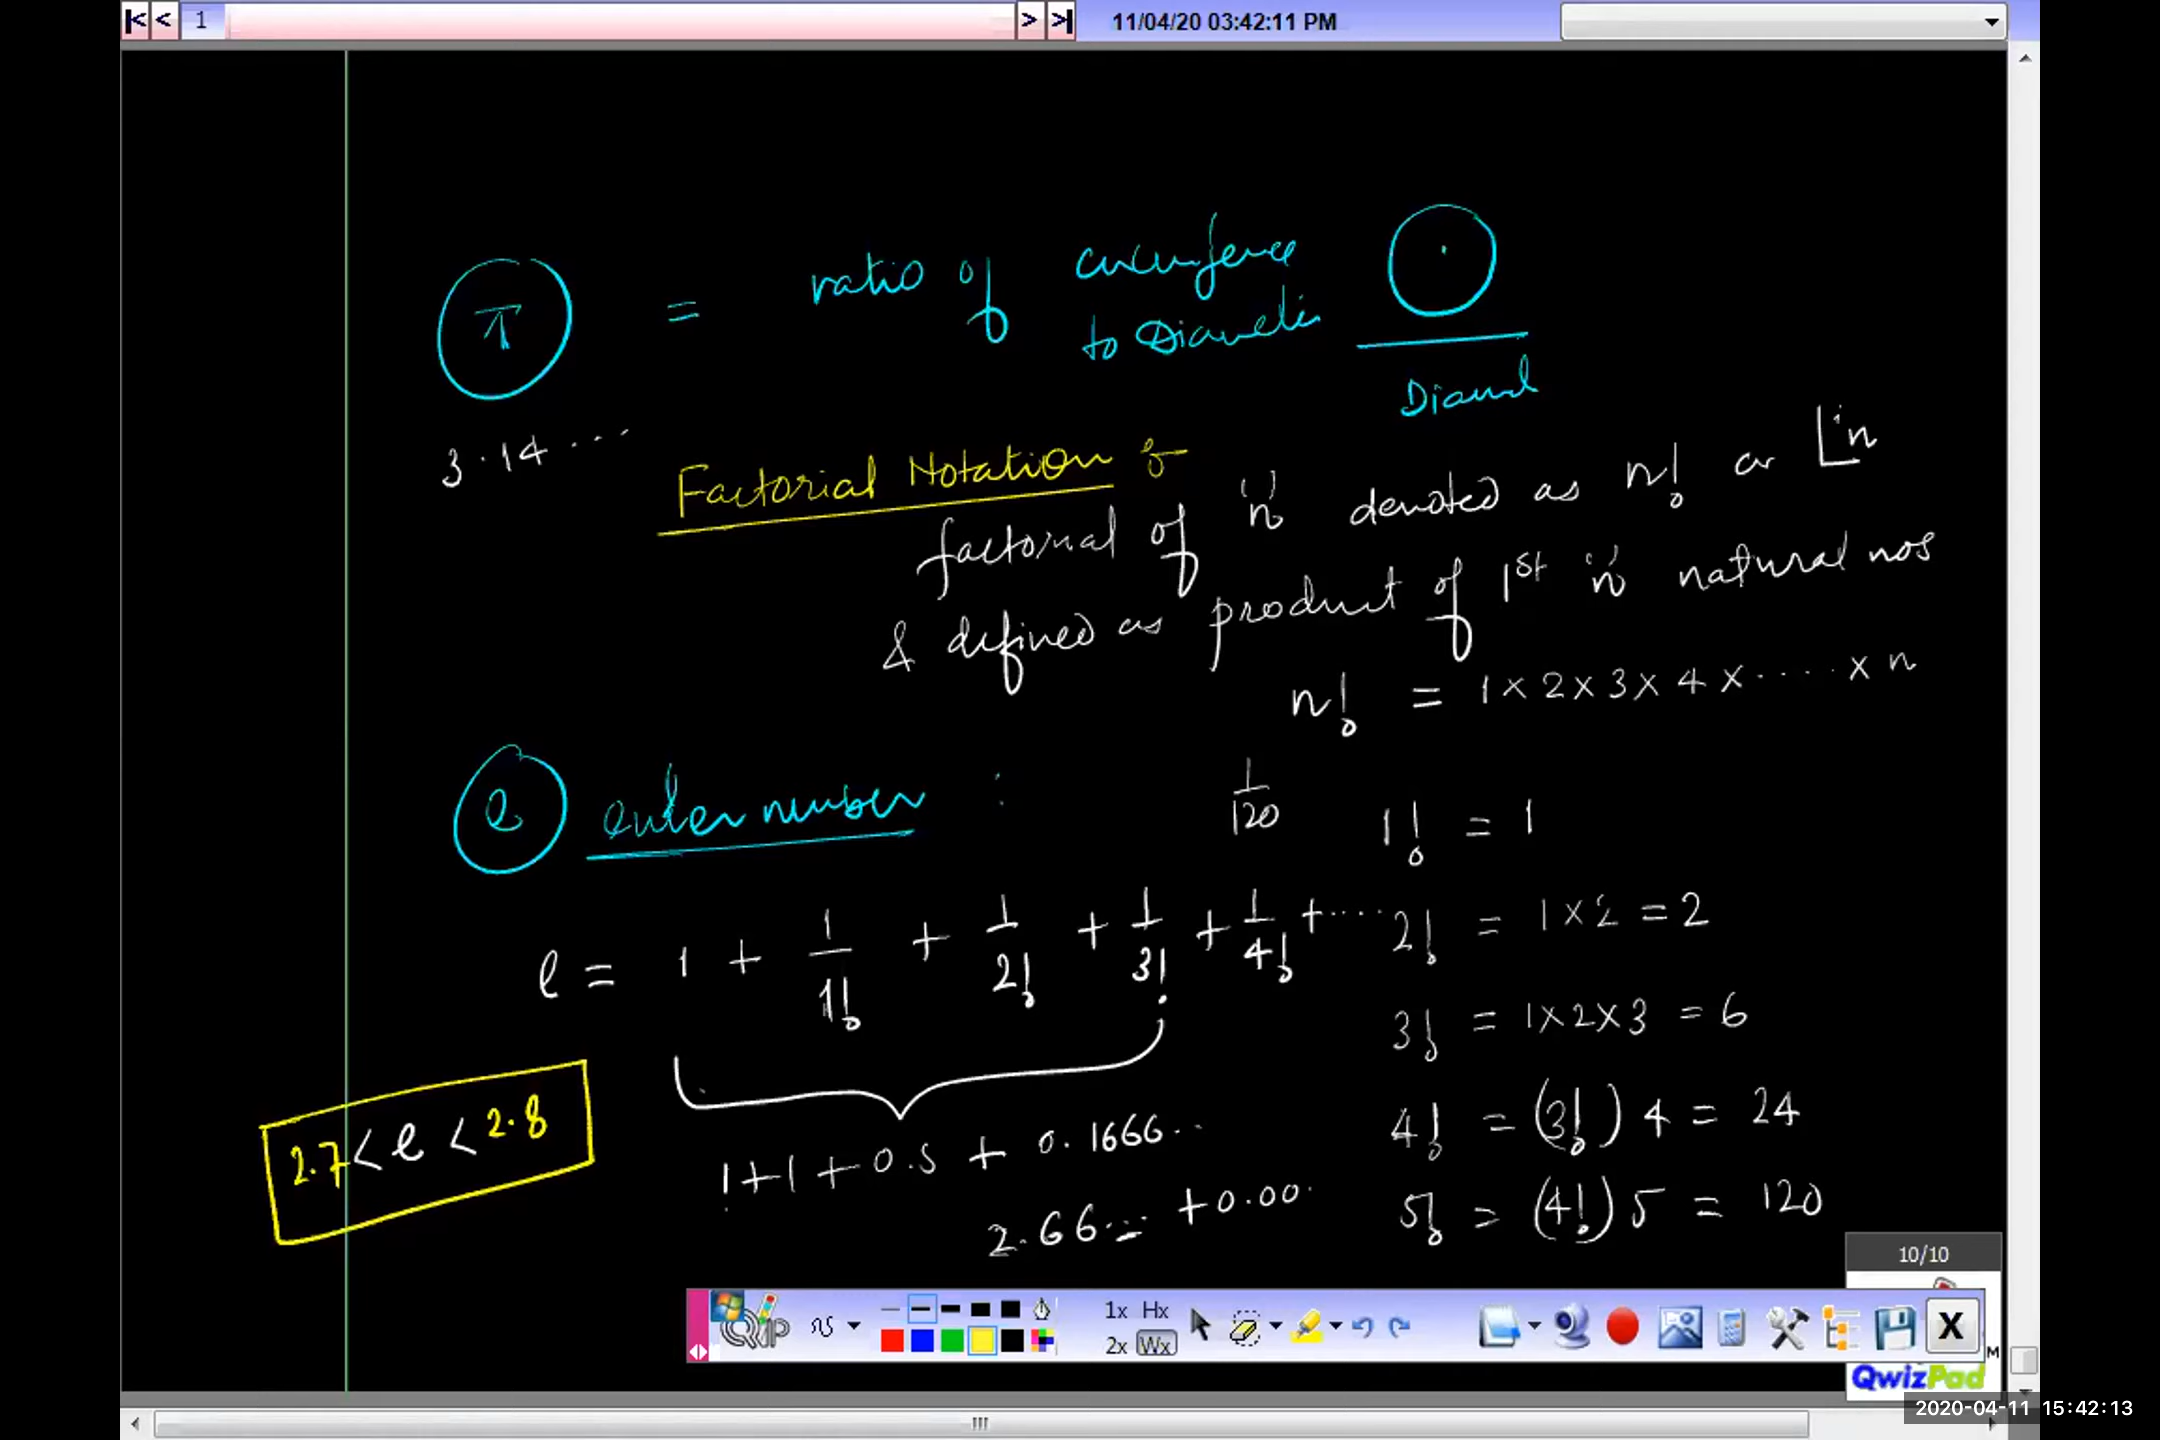 1
11/04/20 03:42:11 PM
π = ratio of circumference
to Diameter
Diamet
3.14 ....
Factorial Notation :
factorial of 'n' denoted as n! or ⌊n
& defined as product of 1st 'n' natural nos
n! = 1 × 2 × 3 × 4 × ..... × n
e euler number :
1/120
1! = 1
e = 1 + 1/1! + 1/2! + 1/3! + 1/4! + ....
2! = 1 × 2 = 2
3! = 1×2×3 = 6
2.7 < e < 2.8
1+1+0.5 + 0.1666..
4! = (3!) 4 = 24
2.66... +0.00.
5! = (4!) 5 = 120
10/10
Qwip
1x Hx
2x Wx
X
M
QwizPad
2020-04-11 15:42:13